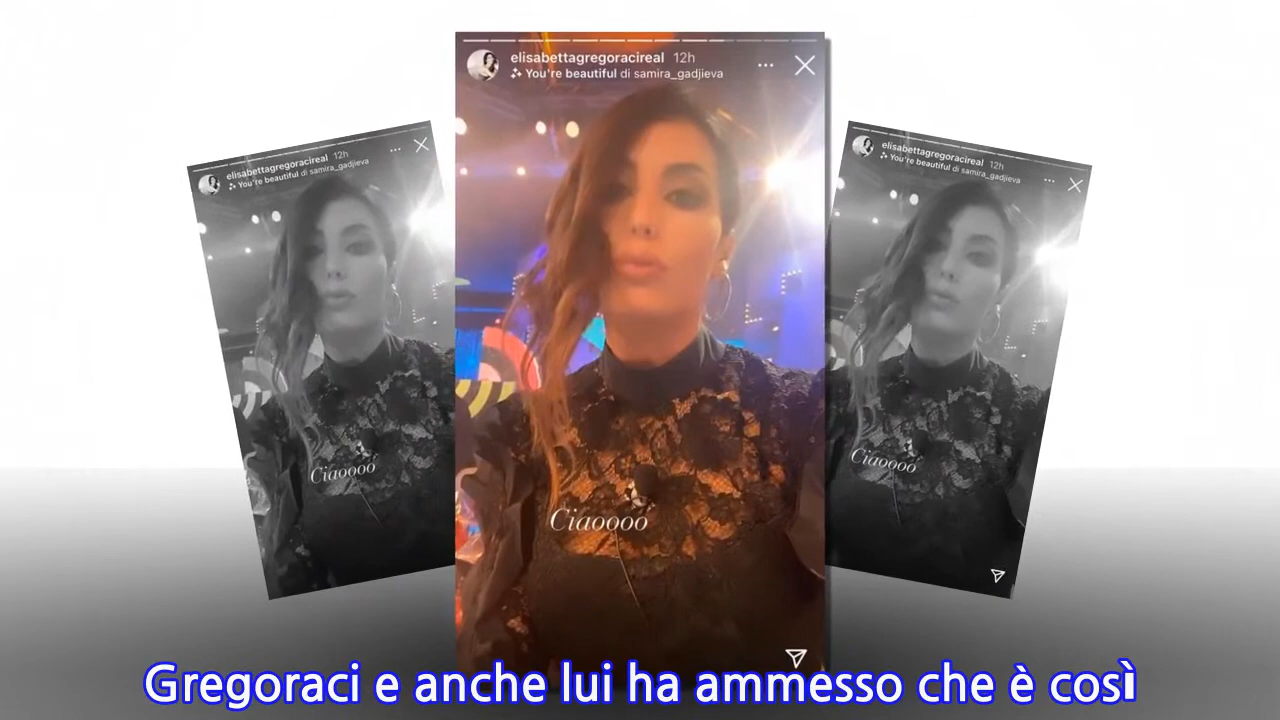 elisabettagregoracireal 12h
You're beautiful di samira_gadjieva
Ciaoooo
elisabettagregoracireal 12h
You're beautiful di samira_gadjieva
Ciaoooo
elisabettagregoracireal 12h
You're beautiful di samira_gadjieva
Ciaoooo
Gregoraci e anche lui ha ammesso che è così